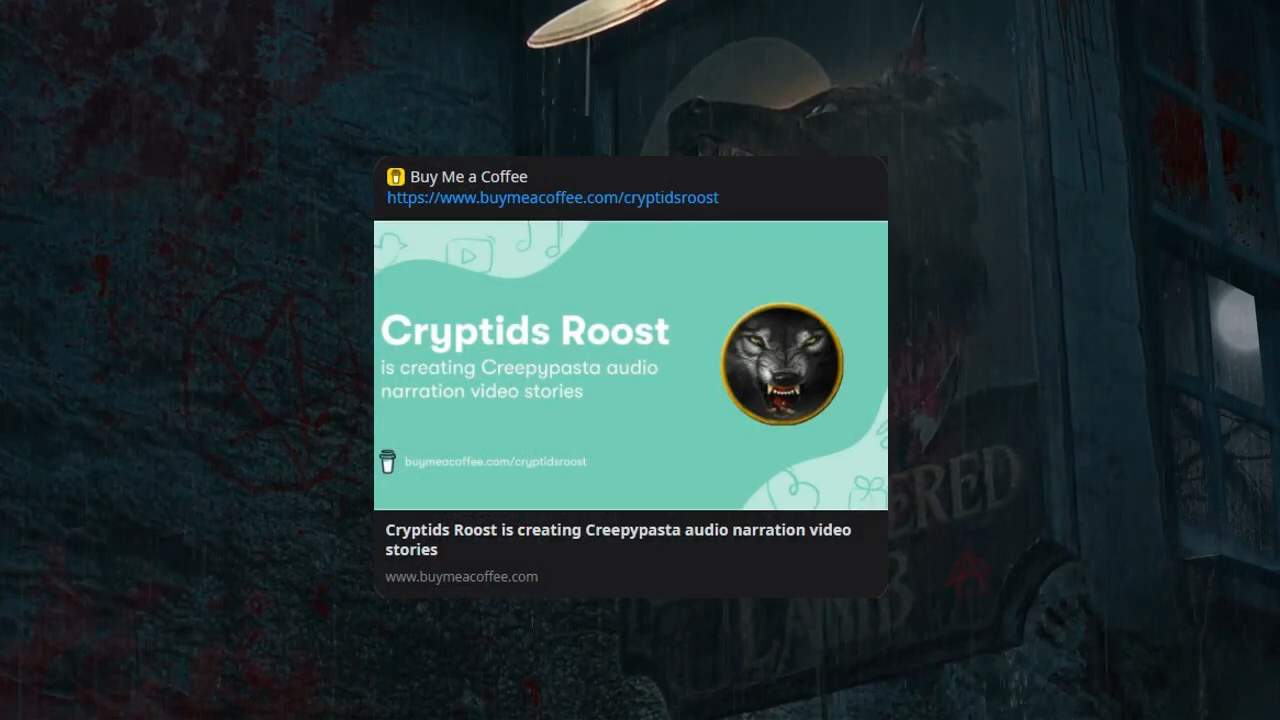 Buy Me a Coffee
https://www.buymeacoffee.com/cryptidsroost
Cryptids Roost
is creating Creepypasta audio
narration video stories
buymeacoffee.com/cryptidsroost
Cryptids Roost is creating Creepypasta audio narration video
stories
www.buymeacoffee.com
LAMB